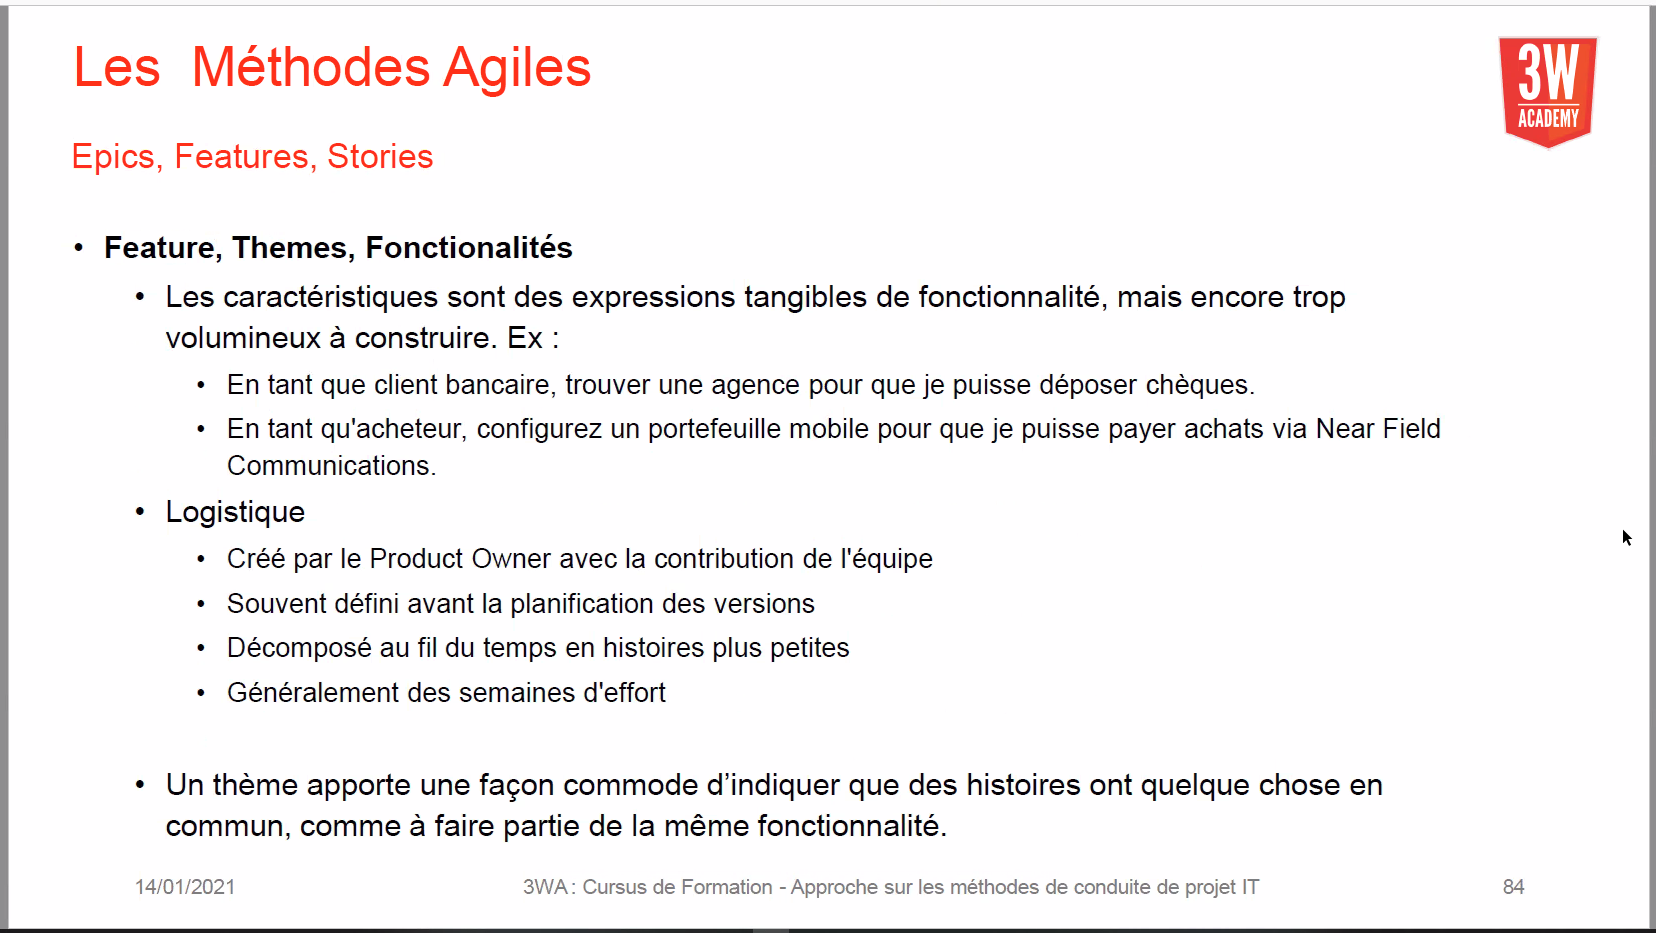 Les Méthodes Agiles
3W
ACADEMY
Epics, Features, Stories
• Feature, Themes, Fonctionalités
• Les caractéristiques sont des expressions tangibles de fonctionnalité, mais encore trop
volumineux à construire. Ex :
• En tant que client bancaire, trouver une agence pour que je puisse déposer chèques.
• En tant qu'acheteur, configurez un portefeuille mobile pour que je puisse payer achats via Near Field
Communications.
• Logistique
• Créé par le Product Owner avec la contribution de l'équipe
• Souvent défini avant la planification des versions
• Décomposé au fil du temps en histoires plus petites
• Généralement des semaines d'effort
• Un thème apporte une façon commode d’indiquer que des histoires ont quelque chose en
commun, comme à faire partie de la même fonctionnalité.
14/01/2021 3WA : Cursus de Formation - Approche sur les méthodes de conduite de projet IT 84